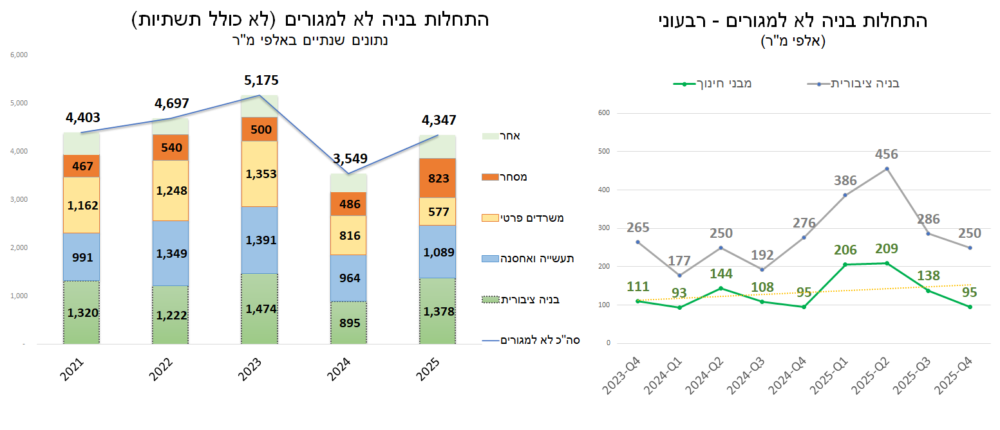 התחלות בניה לא למגורים (לא כולל תשתיות)
נתונים שנתיים באלפי מ"ר
6,000
5,000
4,000
3,000
2,000
1,000
-
4,403
4,697
5,175
3,549
4,347
467
540
500
486
823
1,162
1,248
1,353
816
577
991
1,349
1,391
964
1,089
1,320
1,222
1,474
895
1,378
2021
2022
2023
2024
2025
אחר
מסחר
משרדים פרטי
תעשייה ואחסנה
בניה ציבורית
סה"כ לא למגורים
התחלות בניה לא למגורים - רבעוני
(אלפי מ"ר)
מבני חינוך
בניה ציבורית
600
500
400
300
200
100
0
265
177
250
192
276
386
456
286
250
111
93
144
108
95
206
209
138
95
2023-Q4
2024-Q1
2024-Q2
2024-Q3
2024-Q4
2025-Q1
2025-Q2
2025-Q3
2025-Q4